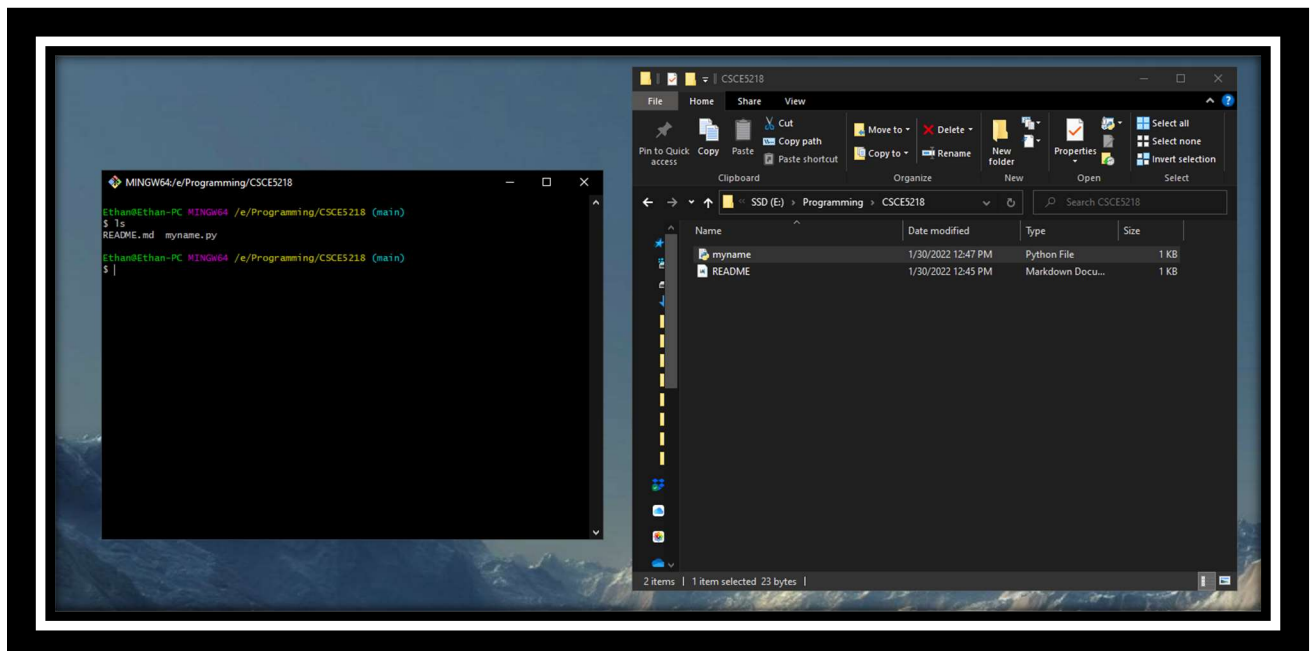 MINGW64:/e/Programming/CSCE5218
Ethan@Ethan-PC MINGW64 /e/Programming/CSCE5218 (main)
$ ls
README.md  myname.py
Ethan@Ethan-PC MINGW64 /e/Programming/CSCE5218 (main)
$
CSCE5218
File Home Share View
Pin to Quick access
Copy
Paste
Cut
Copy path
Paste shortcut
Clipboard
Move to
Copy to
Delete
Rename
Organize
New folder
New
Properties
Open
Select all
Select none
Invert selection
Select
« SSD (E:) > Programming > CSCE5218
Search CSCE5218
Name Date modified Type Size
myname 1/30/2022 12:47 PM Python File 1 KB
README 1/30/2022 12:45 PM Markdown Docu... 1 KB
2 items | 1 item selected 23 bytes |